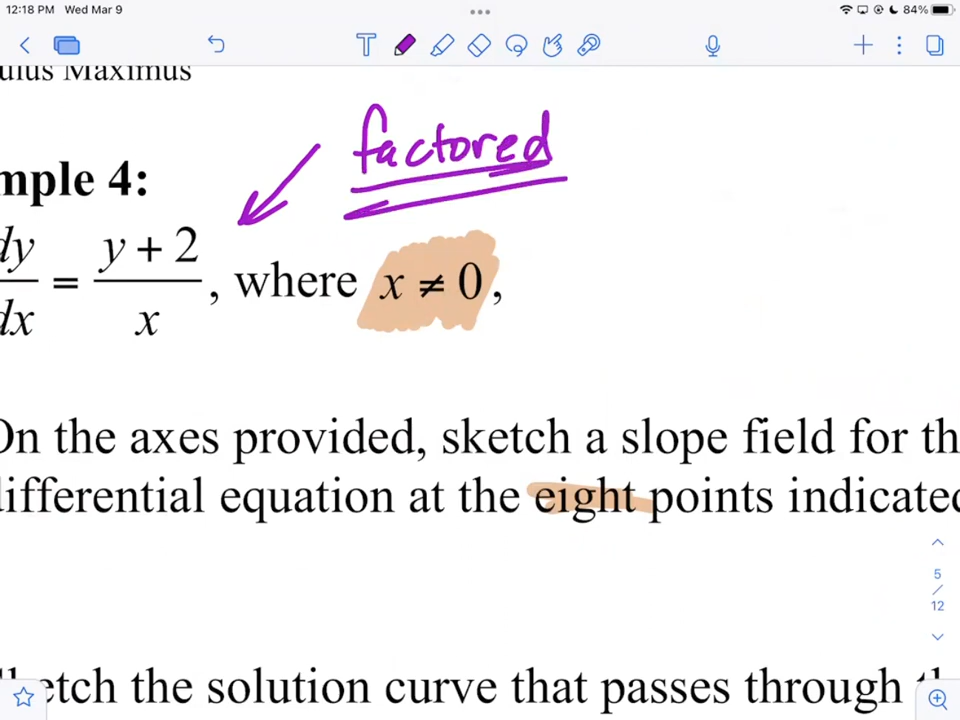 12:18 PM Wed Mar 9 84%
T
ulus Maximus
factored
mple 4:
dy/dx = (y + 2)/x, where x ≠ 0,
On the axes provided, sketch a slope field for th
differential equation at the eight points indicated
5
/
12
Sketch the solution curve that passes through th